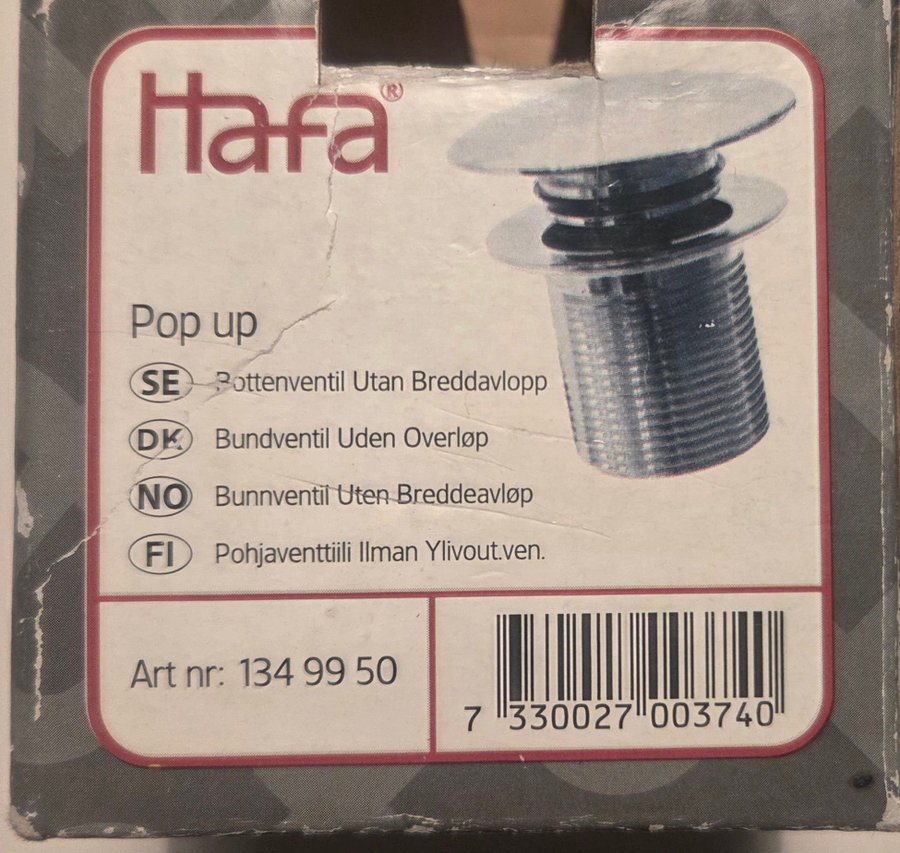 Hafa®
Pop up
SE Bottenventil Utan Breddavlopp
DK Bundventil Uden Overløp
NO Bunnventil Uten Breddeavløp
FI Pohjaventtiili Ilman Ylivout.ven.
Art nr: 134 99 50
7 330027 003740